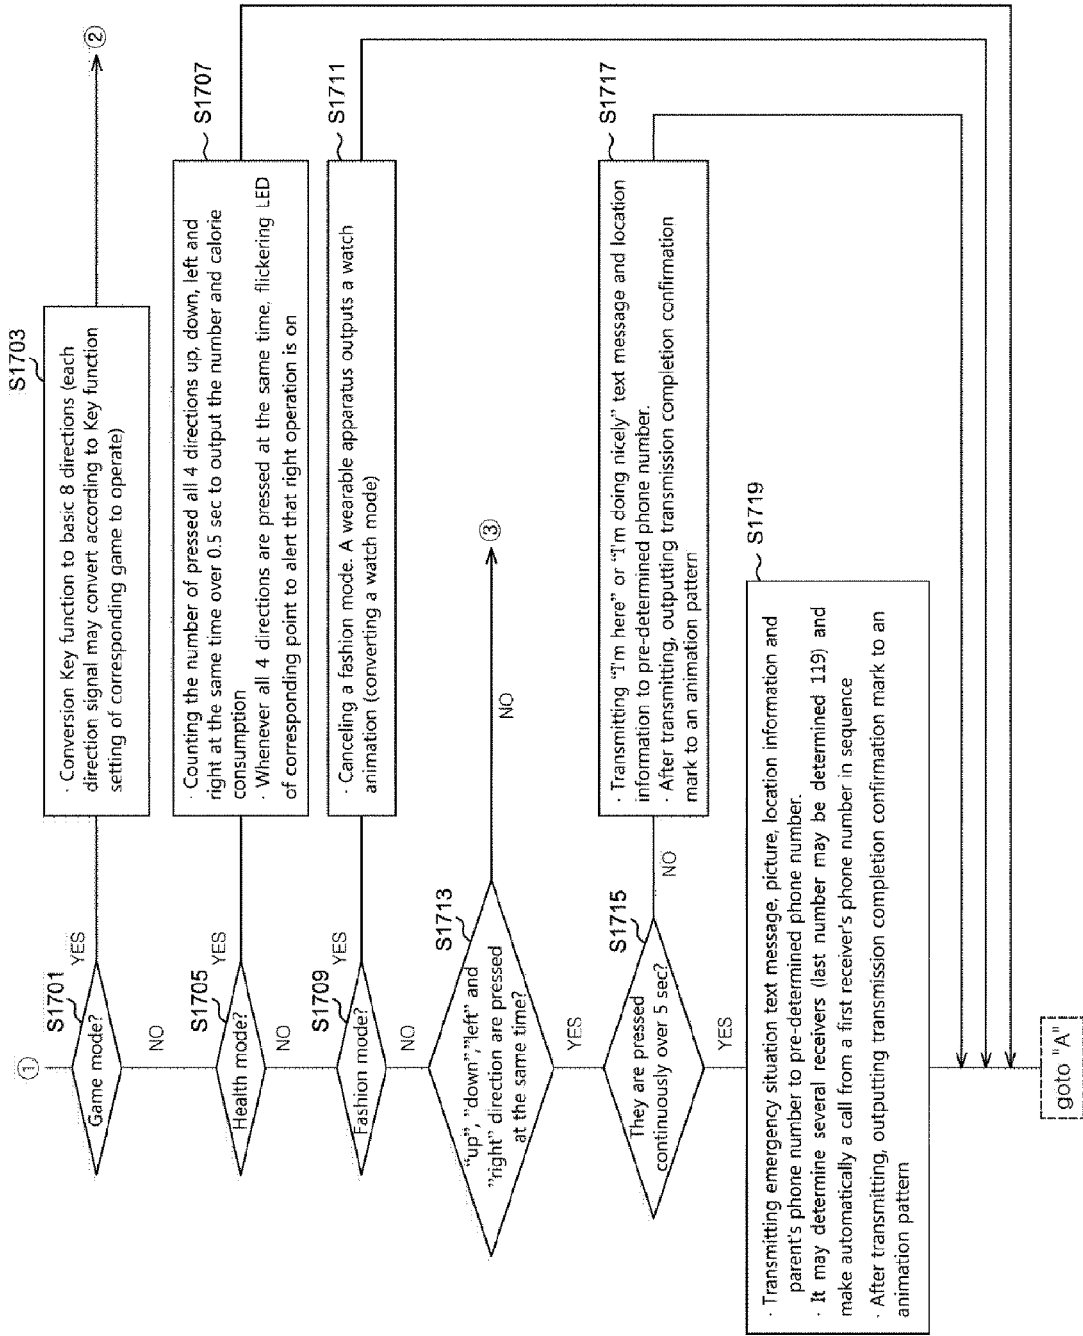 ①
S1701
Game mode?
YES
NO
S1703
· Conversion Key function to basic 8 directions (each
direction signal may convert according to Key function
setting of corresponding game to operate)
②
S1705
Health mode?
YES
NO
S1707
· Counting the number of pressed all 4 directions up, down, left and
right at the same time over 0.5 sec to output the number and calorie
consumption
· Whenever all 4 directions are pressed at the same time, flickering LED
of corresponding point to alert that right operation is on
S1709
Fashion mode?
YES
NO
S1711
· Canceling a fashion mode. A wearable apparatus outputs a watch
animation (converting a watch mode)
S1713
"up", "down","left" and
"right" direction are pressed
at the same time?
NO
③
YES
S1715
They are pressed
continuously over 5 sec?
NO
YES
S1717
· Transmitting "I'm here" or "I'm doing nicely" text message and location
information to pre-determined phone number.
· After transmitting, outputting transmission completion confirmation
mark to an animation pattern
S1719
· Transmitting emergency situation text message, picture, location information and
parent's phone number to pre-determined phone number.
· It may determine several receivers (last number may be determined 119) and
make automatically a call from a first receiver's phone number in sequence
· After transmitting, outputting transmission completion confirmation mark to an
animation pattern
goto "A"